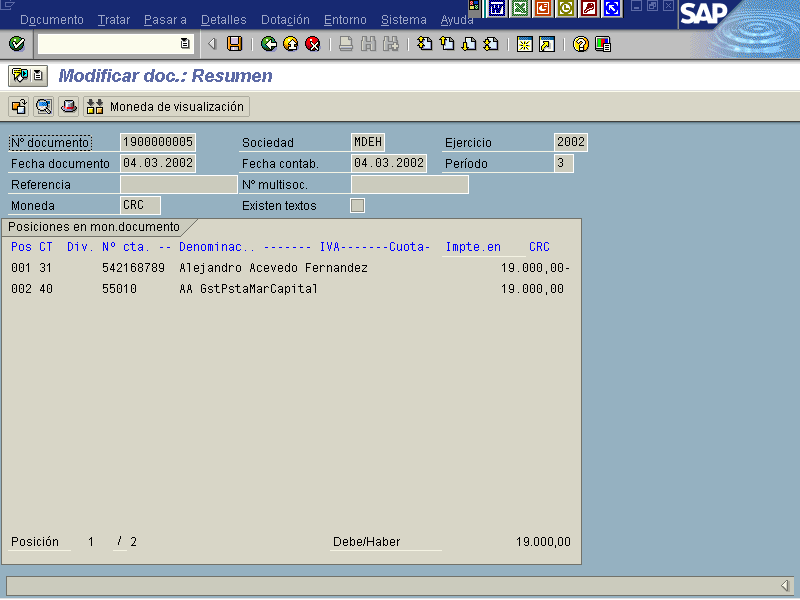 Documento Tratar Pasar a Detalles Dotación Entorno Sistema Ayuda
SAP
Modificar doc.: Resumen
Moneda de visualización
Nº documento 1900000005 Sociedad MDEH Ejercicio 2002
Fecha documento 04.03.2002 Fecha contab. 04.03.2002 Período 3
Referencia Nº multisoc.
Moneda CRC Existen textos
Posiciones en mon.documento
Pos CT Div. Nº cta. -- Denominac.. ------- IVA-------Cuota- Impte.en CRC
001 31 542168789 Alejandro Acevedo Fernandez 19.000,00-
002 40 55010 AA GstPstaMarCapital 19.000,00
Posición 1 / 2 Debe/Haber 19.000,00